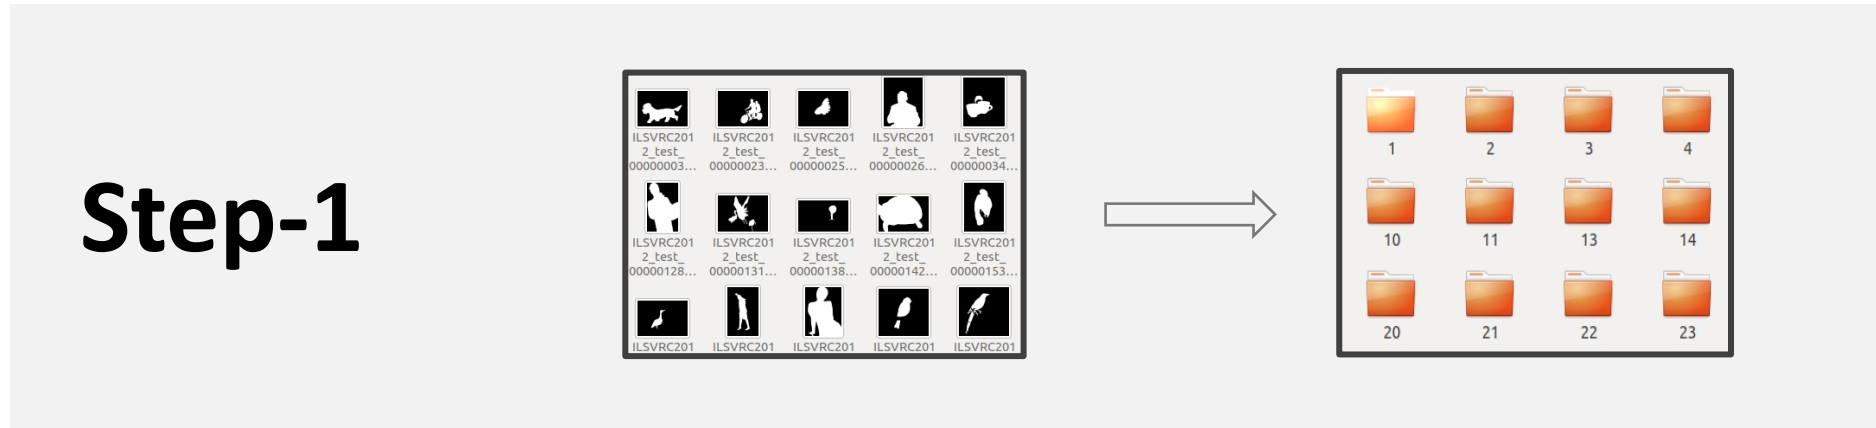 Step-1
ILSVRC201 ILSVRC201 ILSVRC201 ILSVRC201 ILSVRC201
2_test_ 2_test_ 2_test_ 2_test_ 2_test_
00000003... 00000023... 00000025... 00000026... 00000034...
ILSVRC201 ILSVRC201 ILSVRC201 ILSVRC201 ILSVRC201
2_test_ 2_test_ 2_test_ 2_test_ 2_test_
00000128... 00000131... 00000138... 00000142... 00000153...
ILSVRC201 ILSVRC201 ILSVRC201 ILSVRC201 ILSVRC201
1 2 3 4
10 11 13 14
20 21 22 23